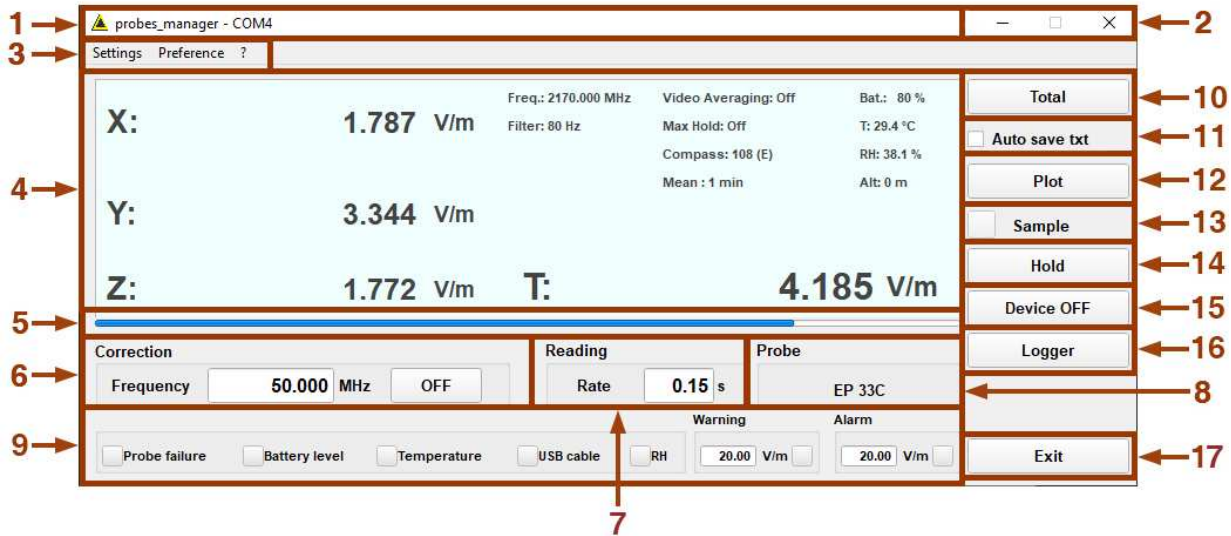 1 probes_manager - COM4 2
3 Settings Preference ?
4
X: 1.787 V/m
Y: 3.344 V/m
Z: 1.772 V/m T: 4.185 V/m
Freq.: 2170.000 MHz Video Averaging: Off Bat.: 80 %
Filter: 80 Hz Max Hold: Off T: 29.4 °C
Compass: 108 (E) RH: 38.1 %
Mean : 1 min Alt: 0 m
Total 10
Auto save txt 11
Plot 12
Sample 13
Hold 14
Device OFF 15
Logger 16
5
Correction Reading Probe
6 Frequency 50.000 MHz OFF Rate 0.15 s EP 33C 8
Warning Alarm
9 Probe failure Battery level Temperature USB cable RH 20.00 V/m 20.00 V/m Exit 17
7